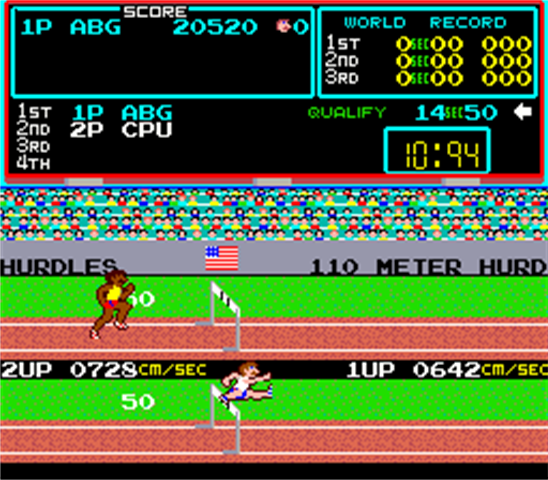 SCORE
1P ABG 20520 0
WORLD RECORD
1ST 0SEC00 000
2ND 0SEC00 000
3RD 0SEC00 000
1ST 1P ABG
2ND 2P CPU
3RD
4TH
QUALIFY 14SEC50
10:94
HURDLES 110 METER HURD
50
2UP 0728CM/SEC 1UP 0642CM/SEC
50